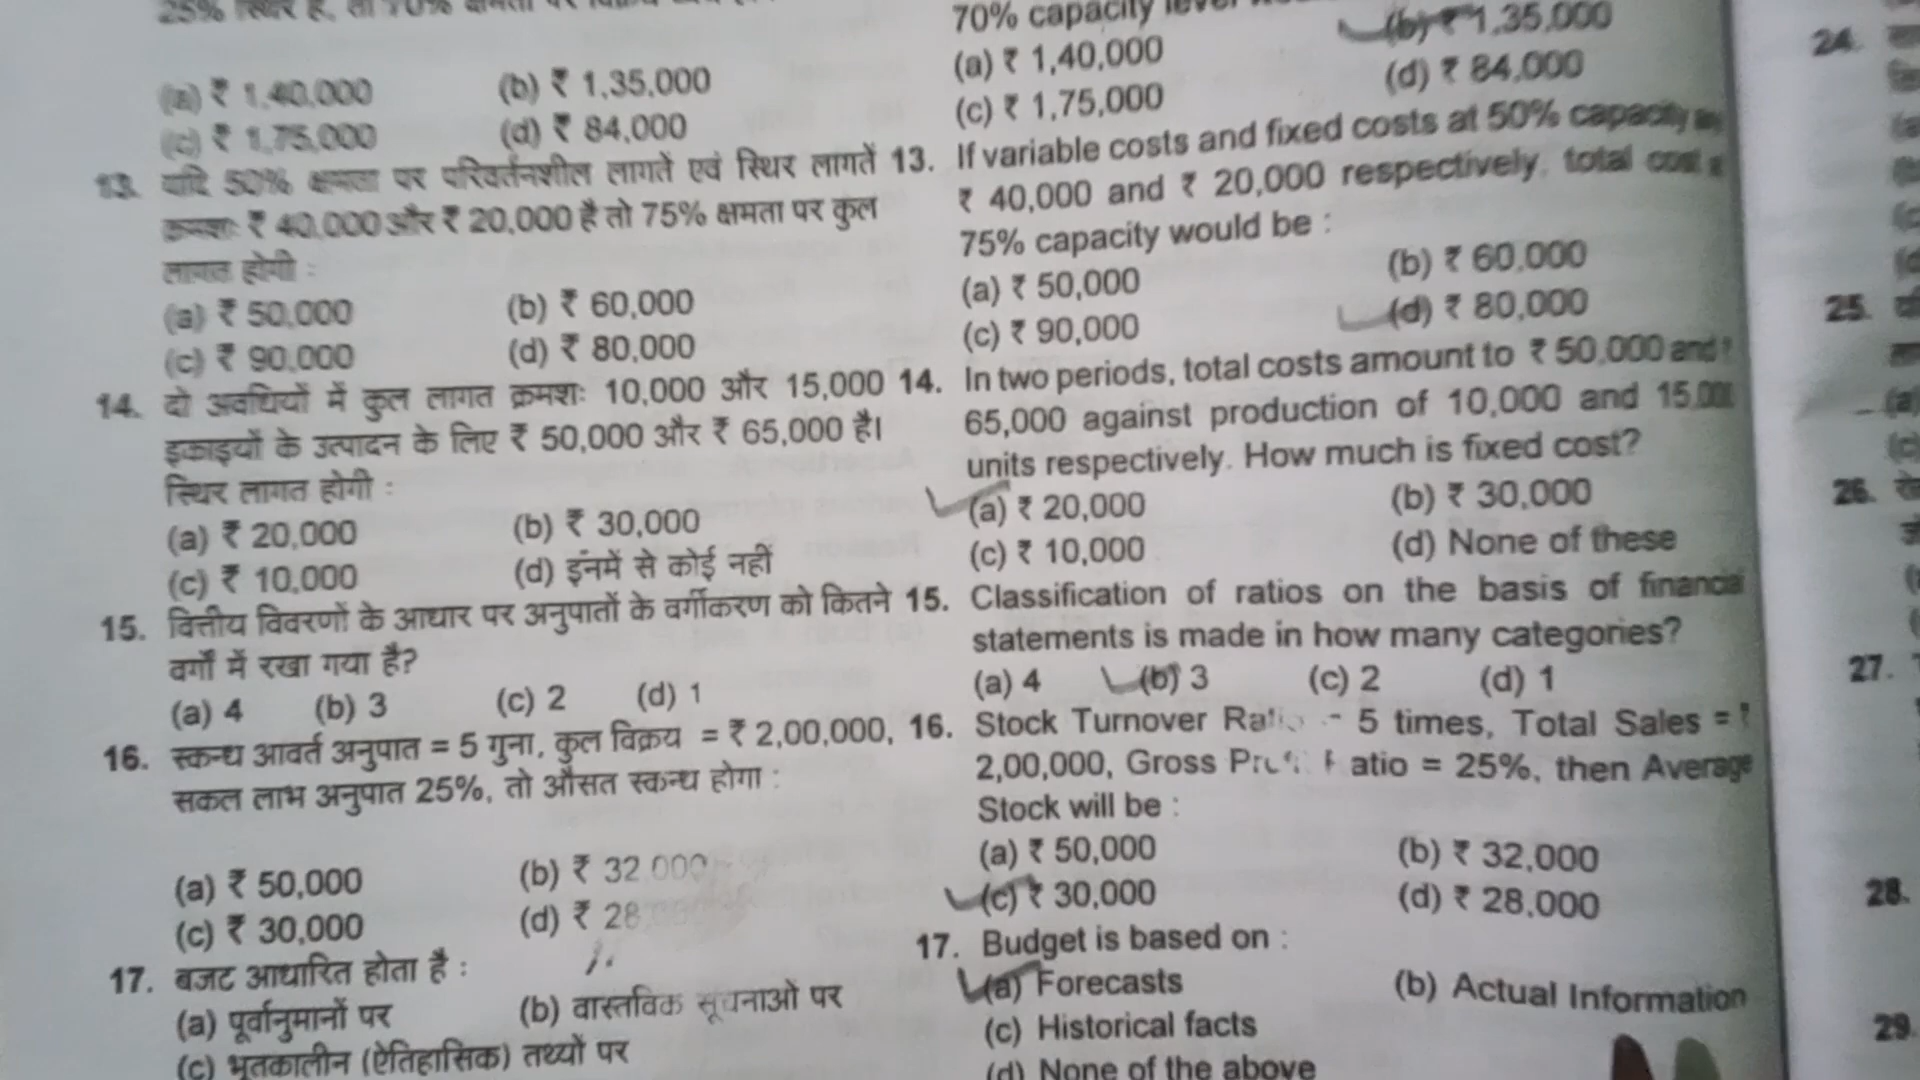 25% स्थिर है, तो 70% क्षमता पर
(a) ₹ 1,40,000 (b) ₹ 1,35,000
(c) ₹ 1,75,000 (d) ₹ 84,000
13. यदि 50% क्षमता पर परिवर्तनशील लागतें एवं स्थिर लागतें
क्रमशः ₹ 40,000 और ₹ 20,000 है तो 75% क्षमता पर कुल
लागत होगी :
(a) ₹ 50,000 (b) ₹ 60,000
(c) ₹ 90,000 (d) ₹ 80,000
14. दो अवधियों में कुल लागत क्रमशः 10,000 और 15,000
इकाइयों के उत्पादन के लिए ₹ 50,000 और ₹ 65,000 है।
स्थिर लागत होगी :
(a) ₹ 20,000 (b) ₹ 30,000
(c) ₹ 10,000 (d) इनमें से कोई नहीं
15. वित्तीय विवरणों के आधार पर अनुपातों के वर्गीकरण को कितने
वर्गों में रखा गया है?
(a) 4 (b) 3 (c) 2 (d) 1
16. स्कन्ध आवर्त अनुपात = 5 गुना, कुल विक्रय = ₹ 2,00,000,
सकल लाभ अनुपात 25%, तो औसत स्कन्ध होगा :
(a) ₹ 50,000 (b) ₹ 32,000
(c) ₹ 30,000 (d) ₹ 28
17. बजट आधारित होता है :
(a) पूर्वानुमानों पर (b) वास्तविक सूचनाओं पर
(c) भूतकालीन (ऐतिहासिक) तथ्यों पर
70% capacity level
(a) ₹ 1,40,000 (b) ₹ 1,35,000
(c) ₹ 1,75,000 (d) ₹ 84,000
13. If variable costs and fixed costs at 50% capacity
₹ 40,000 and ₹ 20,000 respectively, total cost
75% capacity would be :
(a) ₹ 50,000 (b) ₹ 60,000
(c) ₹ 90,000 (d) ₹ 80,000
14. In two periods, total costs amount to ₹ 50,000 and ₹
65,000 against production of 10,000 and 15,000
units respectively. How much is fixed cost?
(a) ₹ 20,000 (b) ₹ 30,000
(c) ₹ 10,000 (d) None of these
15. Classification of ratios on the basis of financial
statements is made in how many categories?
(a) 4 (b) 3 (c) 2 (d) 1
16. Stock Turnover Ratio - 5 times, Total Sales = ₹
2,00,000, Gross Profit Ratio = 25%, then Average
Stock will be :
(a) ₹ 50,000 (b) ₹ 32,000
(c) ₹ 30,000 (d) ₹ 28,000
17. Budget is based on :
(a) Forecasts (b) Actual Information
(c) Historical facts
(d) None of the above
24.
25.
26.
27.
28.
29.